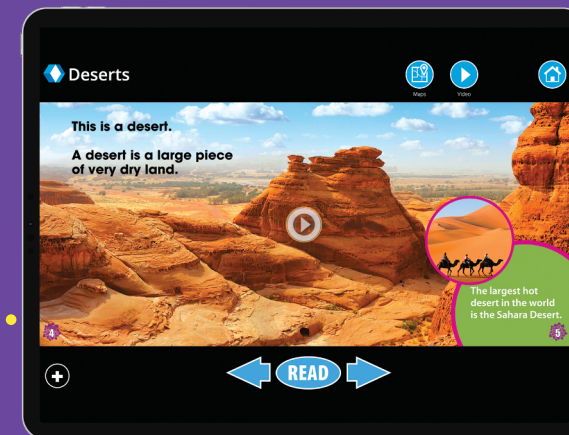 Deserts
Maps
Video
This is a desert.
A desert is a large piece
of very dry land.
The largest hot
desert in the world
is the Sahara Desert.
4
5
READ